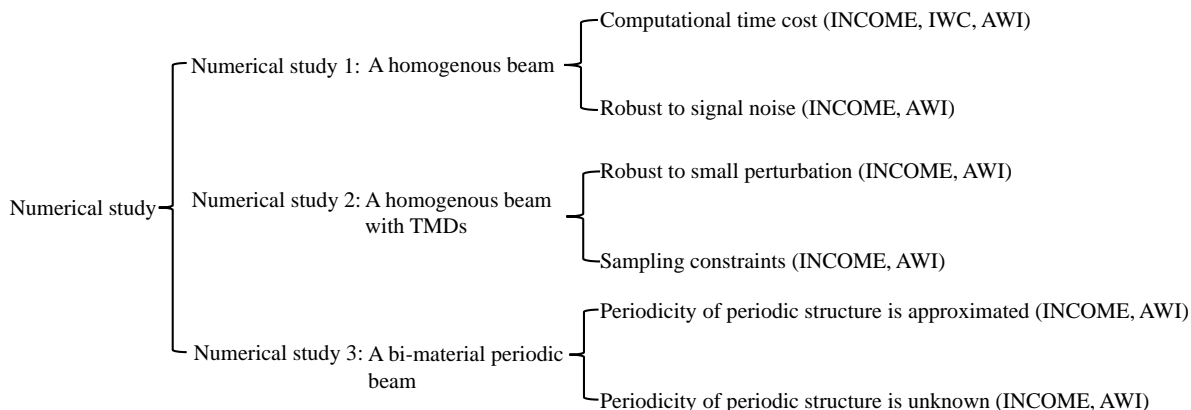 Numerical study
Numerical study 1: A homogenous beam
Computational time cost (INCOME, IWC, AWI)
Robust to signal noise (INCOME, AWI)
Numerical study 2: A homogenous beam
with TMDs
Robust to small perturbation (INCOME, AWI)
Sampling constraints (INCOME, AWI)
Numerical study 3: A bi-material periodic
beam
Periodicity of periodic structure is approximated (INCOME, AWI)
Periodicity of periodic structure is unknown (INCOME, AWI)